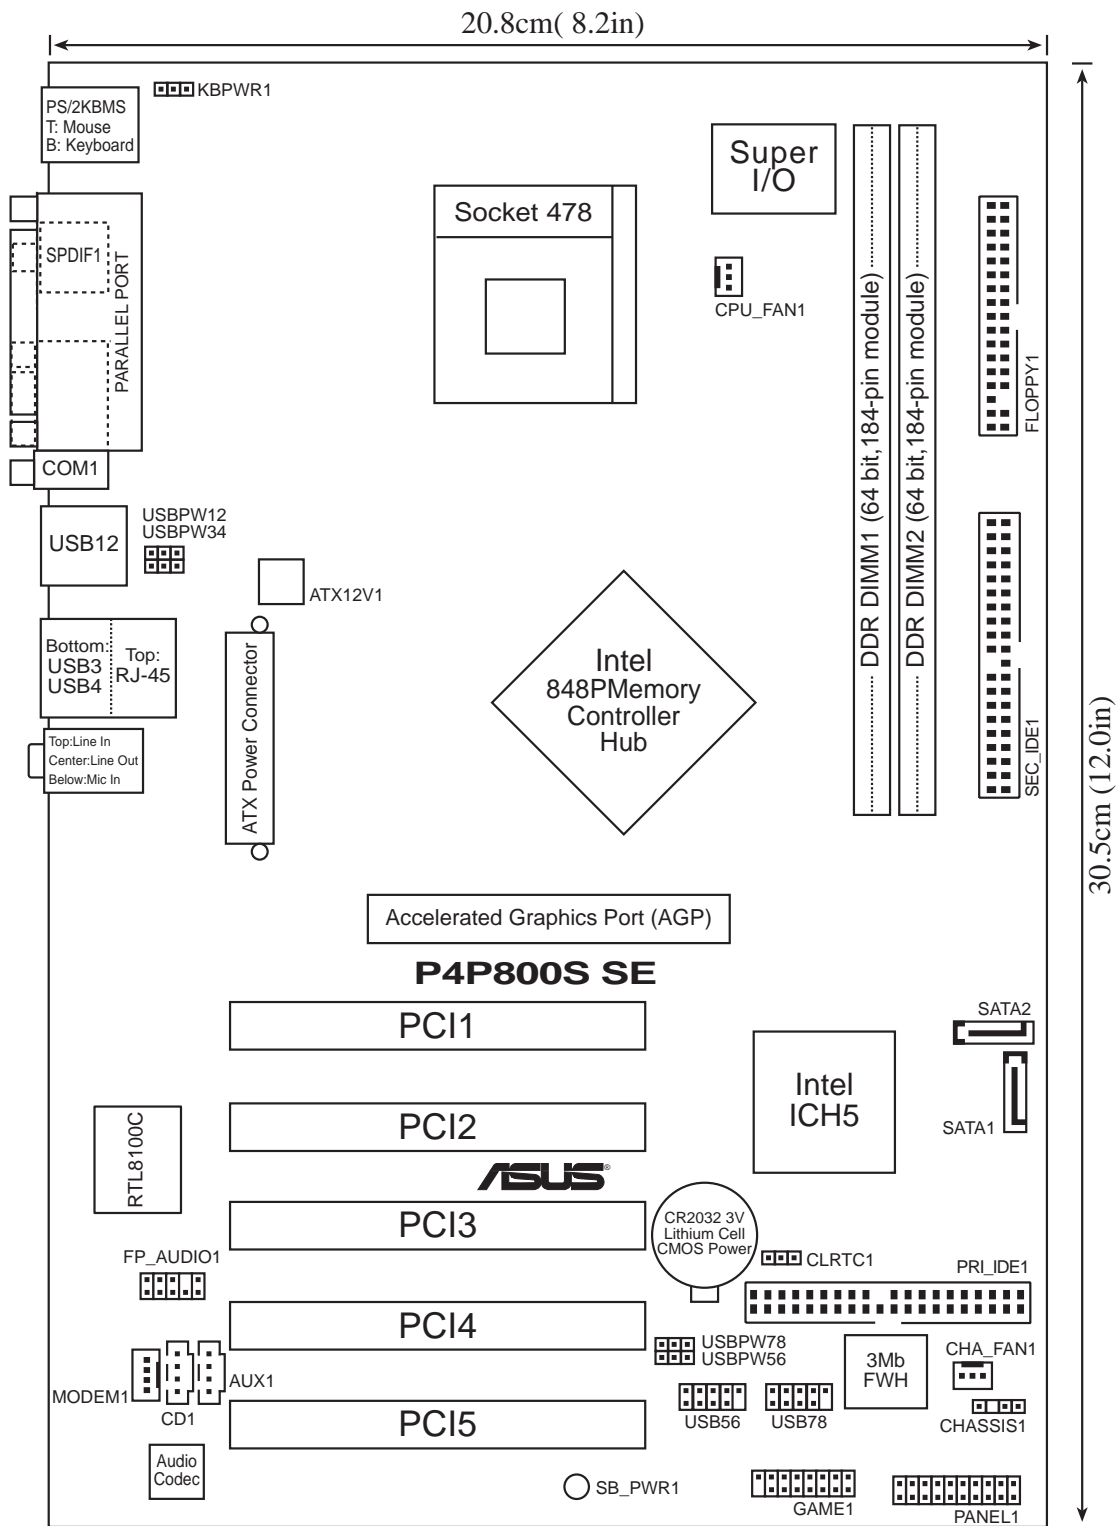 20.8cm( 8.2in)
KBPWR1
PS/2KBMS
T: Mouse
B: Keyboard
Super
I/O
Socket 478
SPDIF1
PARALLEL PORT
CPU_FAN1
DDR DIMM1 (64 bit,184-pin module)
DDR DIMM2 (64 bit,184-pin module)
FLOPPY1
COM1
USBPW12
USBPW34
USB12
ATX12V1
Bottom:
USB3
USB4
Top:
RJ-45
Intel
848PMemory
Controller
Hub
ATX Power Connector
Top:Line In
Center:Line Out
Below:Mic In
SEC_IDE1
30.5cm (12.0in)
Accelerated Graphics Port (AGP)
P4P800S SE
PCI1
SATA2
Intel
ICH5
SATA1
PCI2
RTL8100C
ASUS®
PCI3
CR2032 3V
Lithium Cell
CMOS Power
FP_AUDIO1
CLRTC1
PRI_IDE1
PCI4
USBPW78
USBPW56
3Mb
FWH
CHA_FAN1
MODEM1
CD1
AUX1
PCI5
USB56
USB78
CHASSIS1
Audio
Codec
SB_PWR1
GAME1
PANEL1